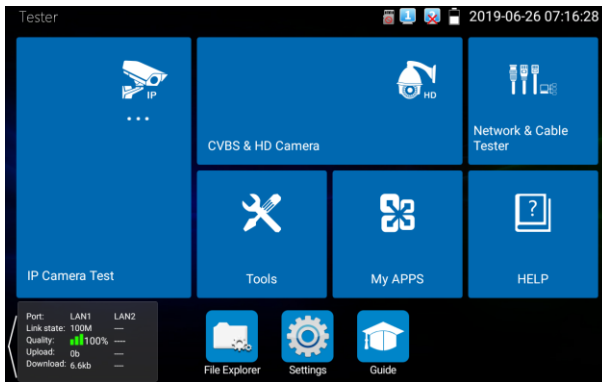 Tester
1
2019-06-26 07:16:28
IP
...
HD
CVBS & HD Camera
Network & Cable
Tester
?
IP Camera Test
Tools
My APPS
HELP
Port: LAN1 LAN2
Link state: 100M —
Quality: 100% —
Upload: 0b —
Download: 6.6kb —
File Explorer
Settings
Guide